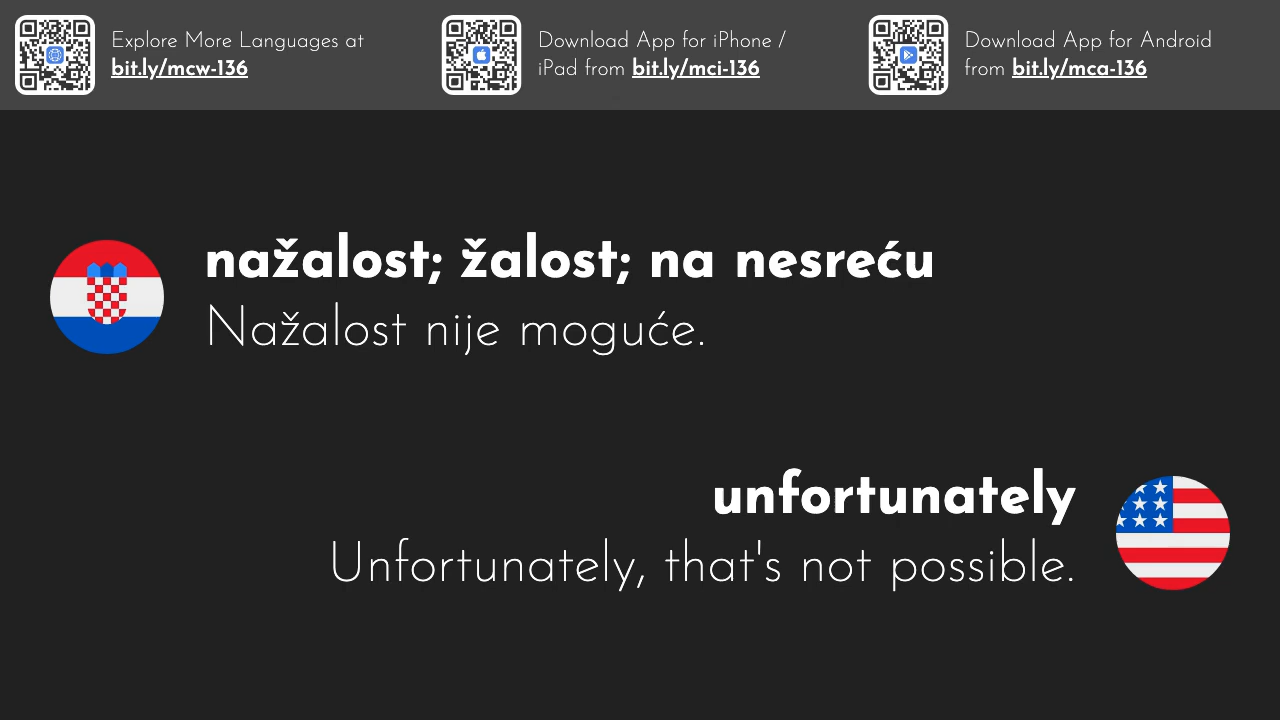 Explore More Languages at
bit.ly/mcw-136
Download App for iPhone /
iPad from bit.ly/mci-136
Download App for Android
from bit.ly/mca-136
nažalost; žalost; na nesreću
Nažalost nije moguće.
unfortunately
Unfortunately, that's not possible.